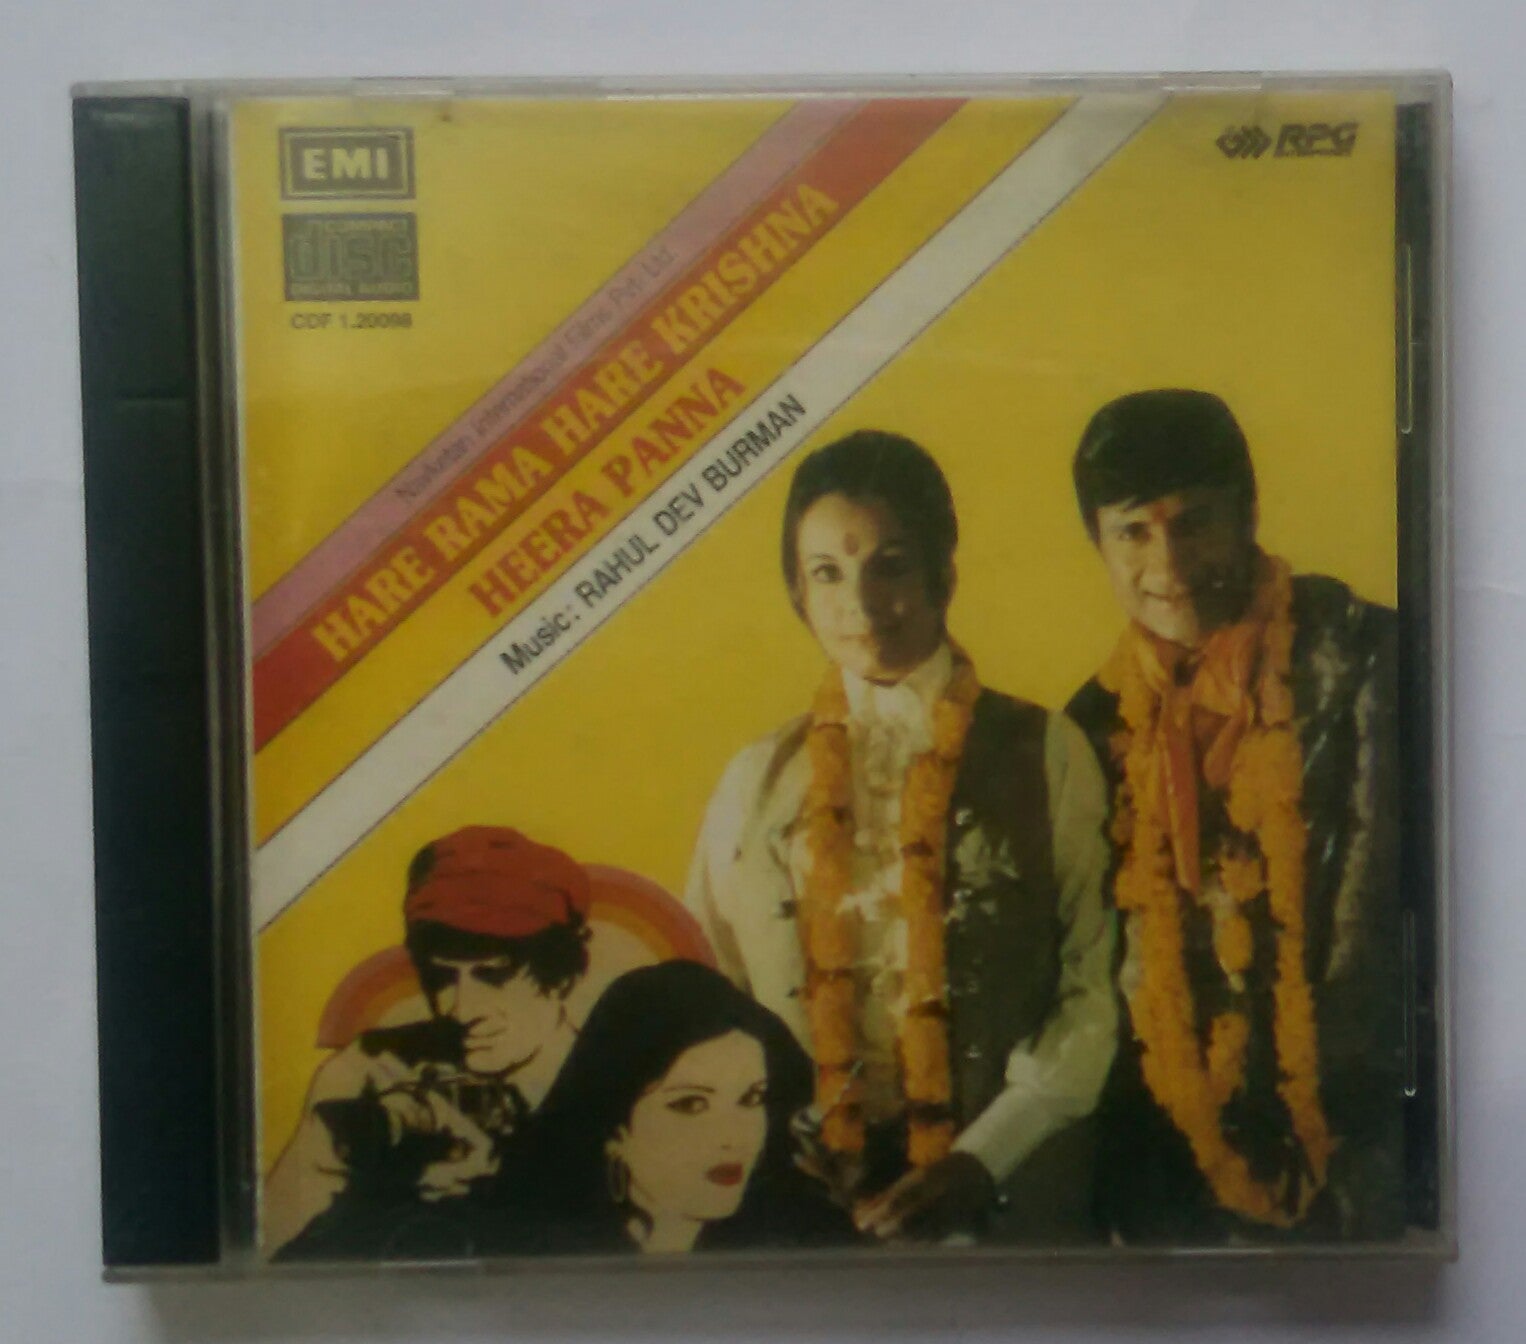 EMI
COMPACT
disc
DIGITAL AUDIO
CDF 1.20098
RPG
ENTERPRISES
Navketan International Films Pvt. Ltd.
HARE RAMA HARE KRISHNA
HEERA PANNA
Music: RAHUL DEV BURMAN